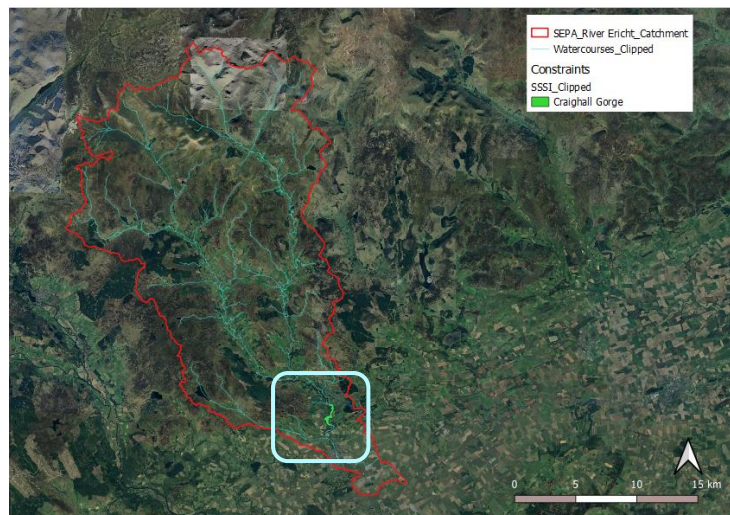 SEPA_River Ericht_Catchment
Watercourses_Clipped
Constraints
SSSI_Clipped
Craighall Gorge
0 5 10 15 km